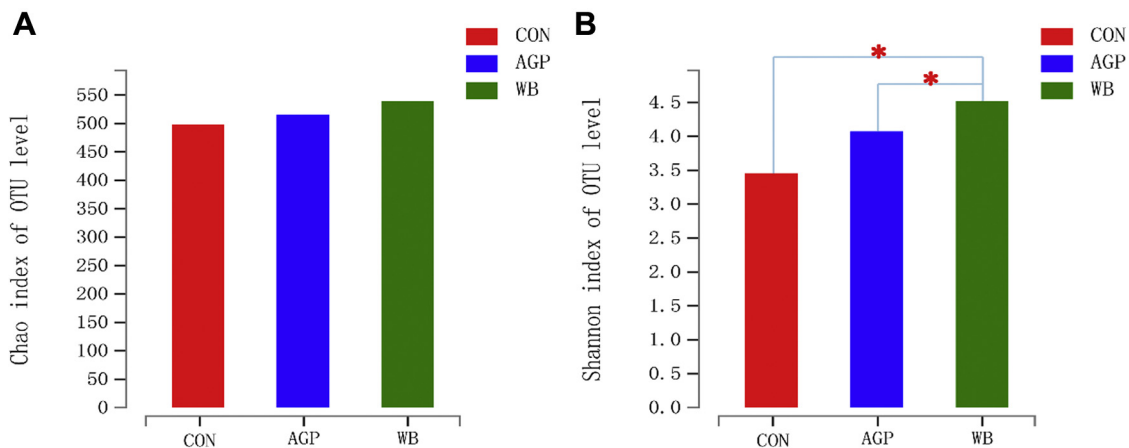 A
CON
AGP
WB
Chao index of OTU level
550
500
450
400
350
300
250
200
150
100
50
0
CON AGP WB
B
CON
AGP
WB
*
*
Shannon index of OTU level
4.5
4.0
3.5
3.0
2.5
2.0
1.5
1.0
0.5
0.0
CON AGP WB